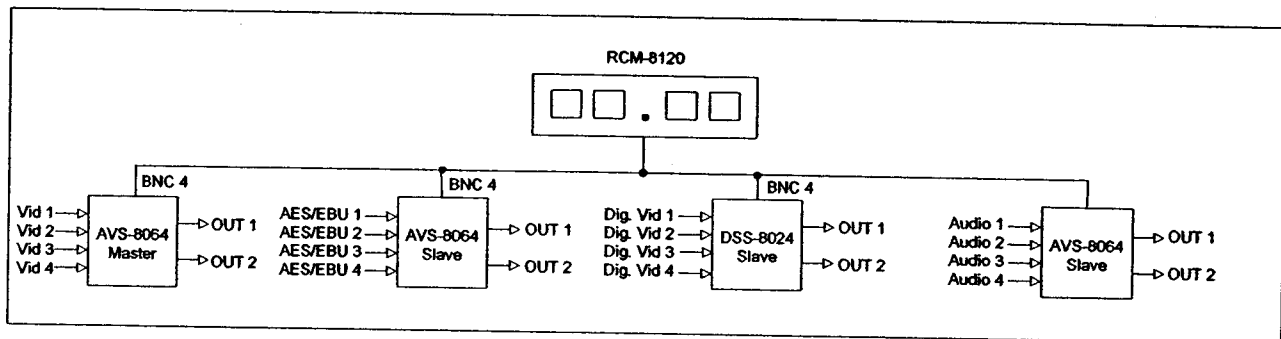 RCM-8120
BNC 4
BNC 4
BNC 4
Vid 1
Vid 2
Vid 3
Vid 4
AVS-8064
Master
OUT 1
OUT 2
AES/EBU 1
AES/EBU 2
AES/EBU 3
AES/EBU 4
AVS-8064
Slave
OUT 1
OUT 2
Dig. Vid 1
Dig. Vid 2
Dig. Vid 3
Dig. Vid 4
DSS-8024
Slave
OUT 1
OUT 2
Audio 1
Audio 2
Audio 3
Audio 4
AVS-8064
Slave
OUT 1
OUT 2